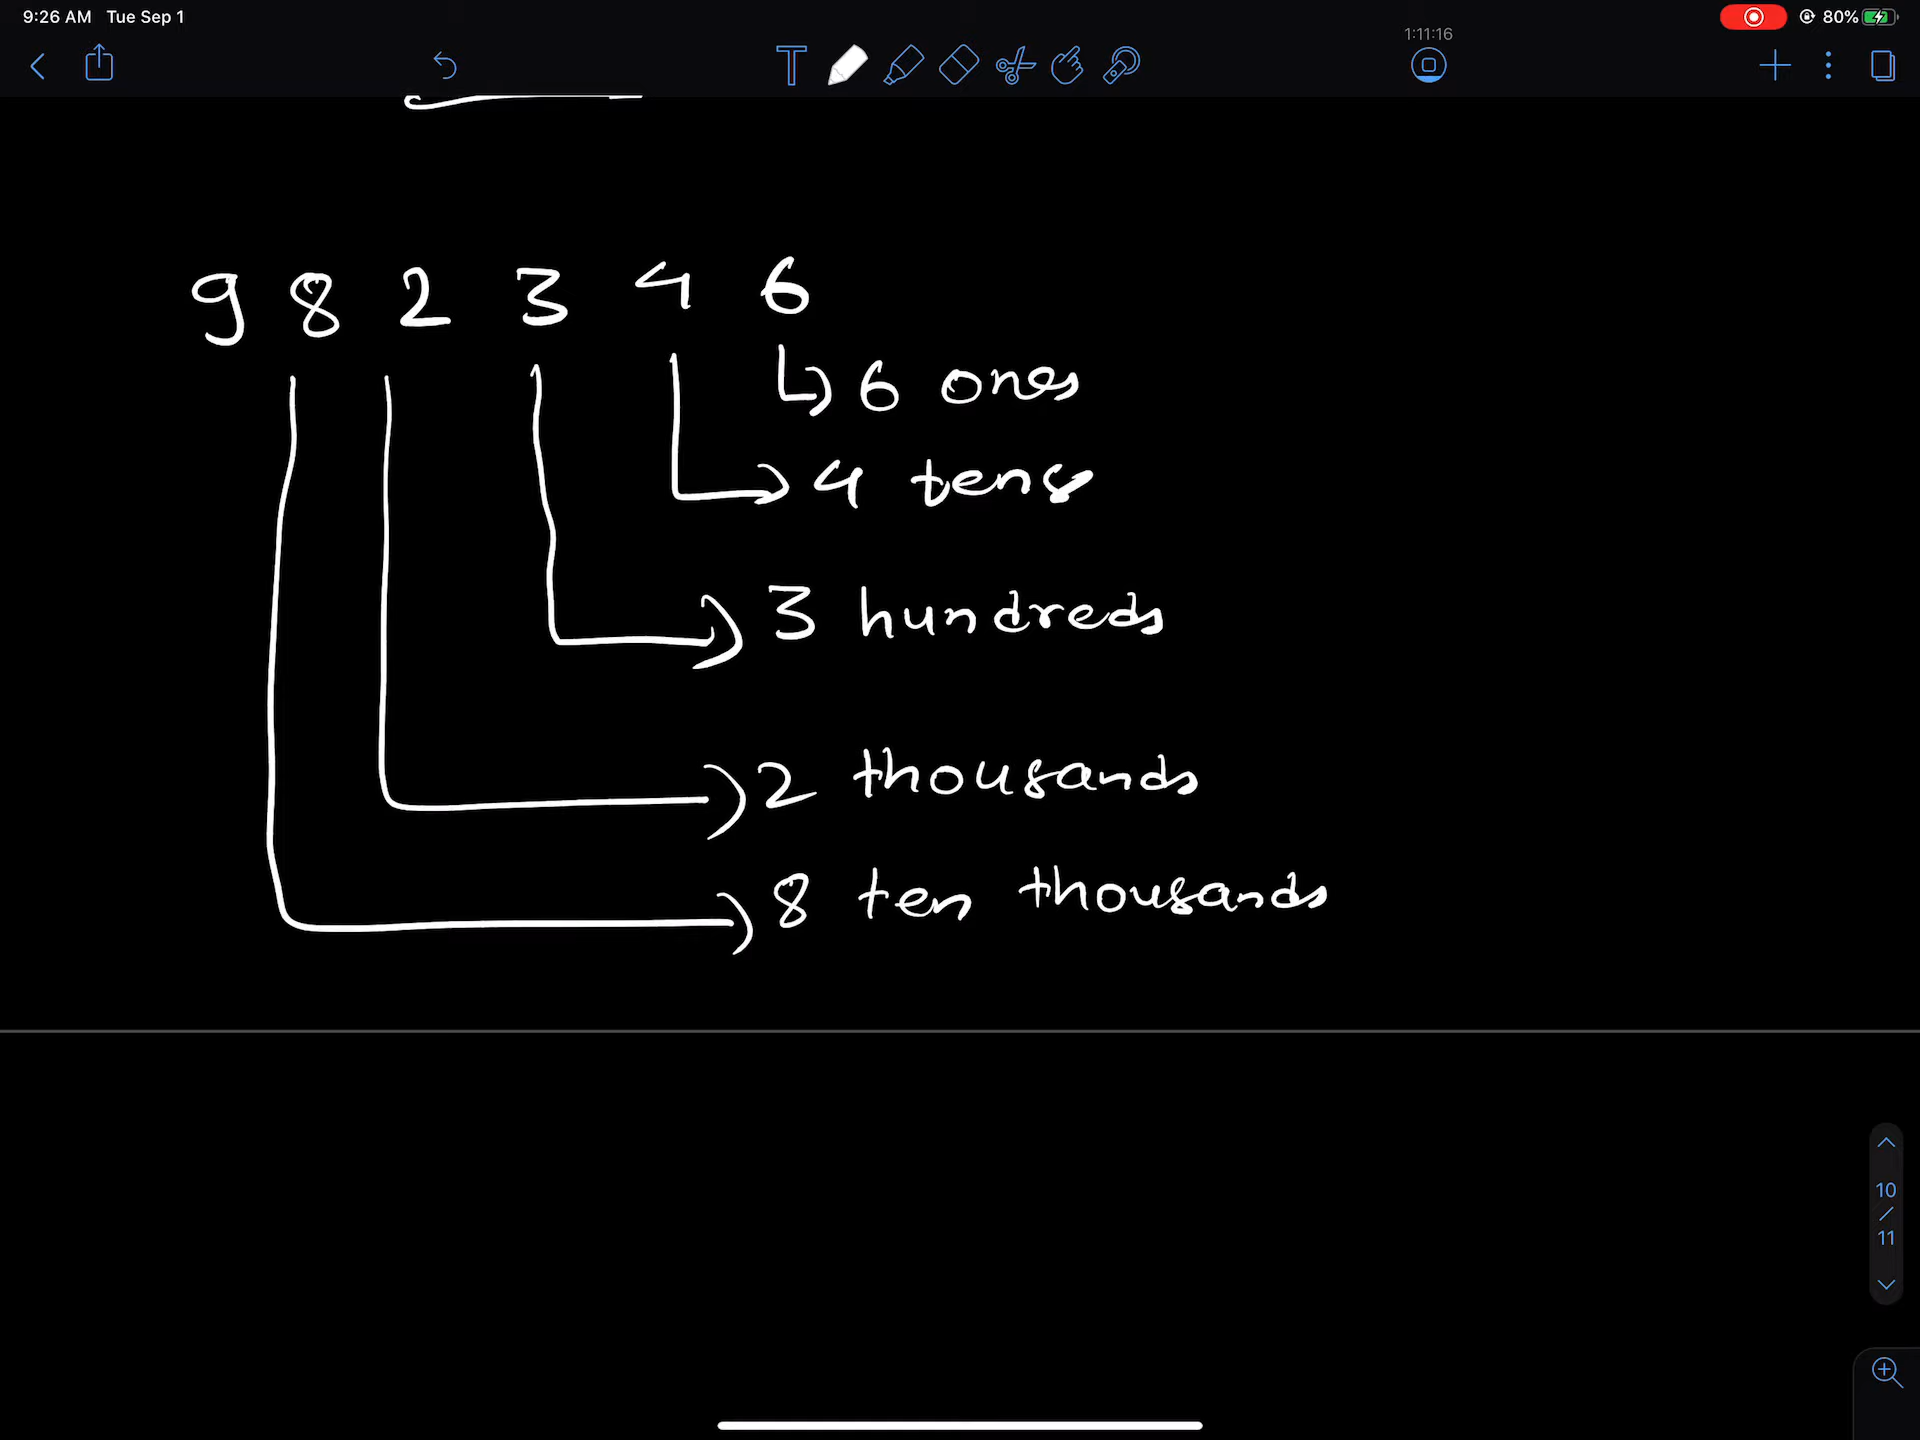 9:26 AM Tue Sep 1
80%
1:11:16
T
9 8 2 3 4 6
6 ones
4 tens
3 hundreds
2 thousands
8 ten thousands
10
/
11